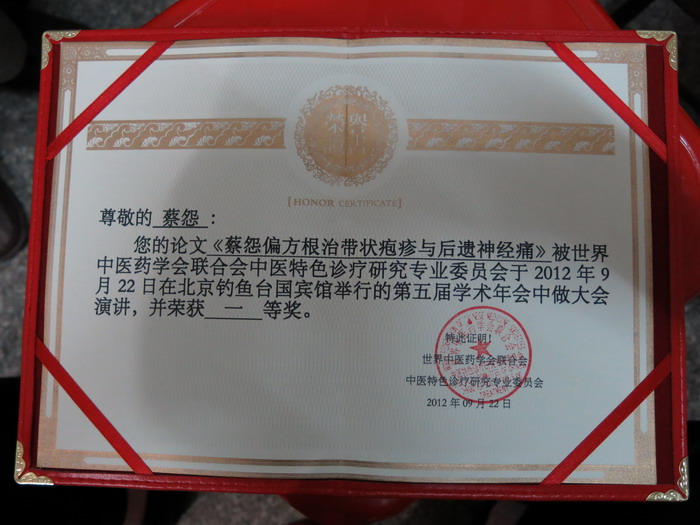 荣誉
[HONOR CERTIFICATE]
尊敬的 蔡怨 :
您的论文《蔡怨偏方根治带状疱疹与后遗神经痛》被世界
中医药学会联合会中医特色诊疗研究专业委员会于 2012 年 9
月 22 日在北京钓鱼台国宾馆举行的第五届学术年会中做大会
演讲，并荣获 一 等奖。
特此证明！
世界中医药学会联合会
中医特色诊疗研究专业委员会
2012 年 09 月 22 日